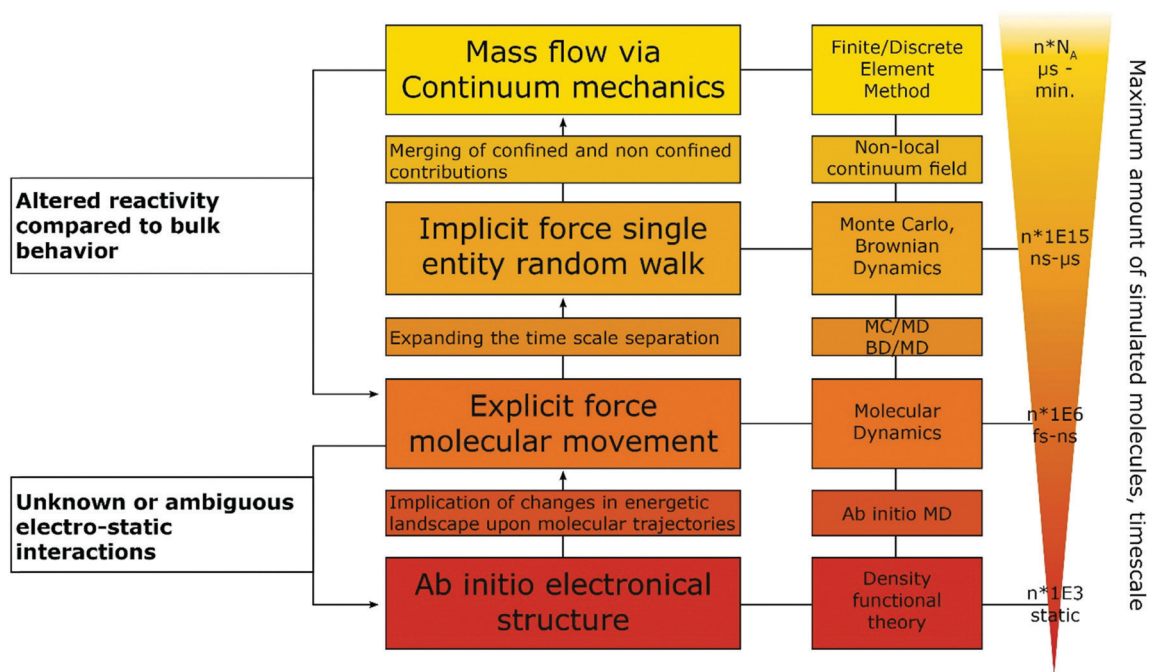 Mass flow via
Continuum mechanics
Finite/Discrete
Element
Method
n*N_A
µs -
min.
Merging of confined and non confined
contributions
Non-local
continuum field
Altered reactivity
compared to bulk
behavior
Implicit force single
entity random walk
Monte Carlo,
Brownian
Dynamics
n*1E15
ns-µs
Expanding the time scale separation
MC/MD
BD/MD
Explicit force
molecular movement
Molecular
Dynamics
n*1E6
fs-ns
Unknown or ambiguous
electro-static
interactions
Implication of changes in energetic
landscape upon molecular trajectories
Ab initio MD
Ab initio electronical
structure
Density
functional
theory
n*1E3
static
Maximum amount of simulated molecules, timescale